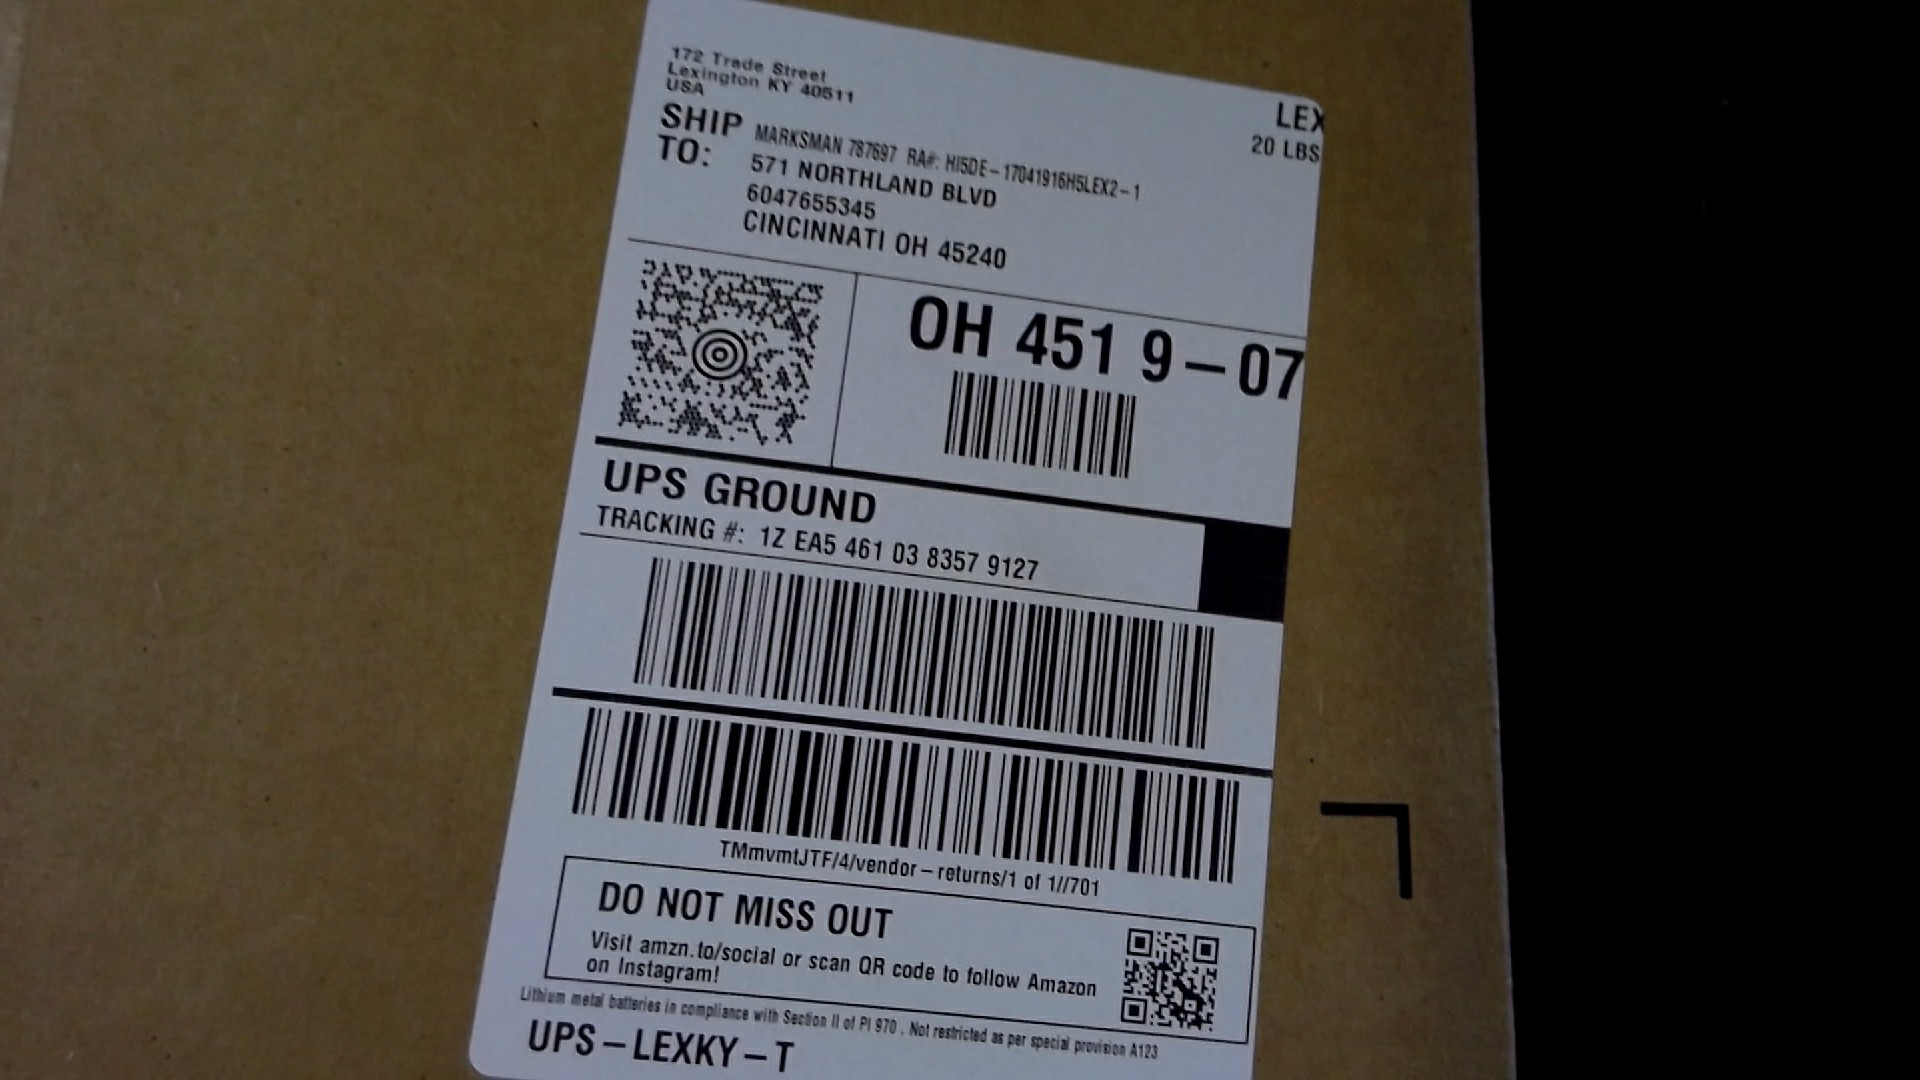 172 Trade Street
Lexington KY 40511
USA
LEX
20 LBS
SHIP TO:
MARKSMAN 787697 RA#: HI5DE-17041916H5LEX2-1
571 NORTHLAND BLVD
6047655345
CINCINNATI OH 45240
OH 451 9-07
UPS GROUND
TRACKING #: 1Z EA5 461 03 8357 9127
TMmvmtJTF/4/vendor-returns/1 of 1//701
DO NOT MISS OUT
Visit amzn.to/social or scan QR code to follow Amazon
on Instagram!
Lithium metal batteries in compliance with Section II of PI 970 . Not restricted as per special provision A123
UPS-LEXKY-T